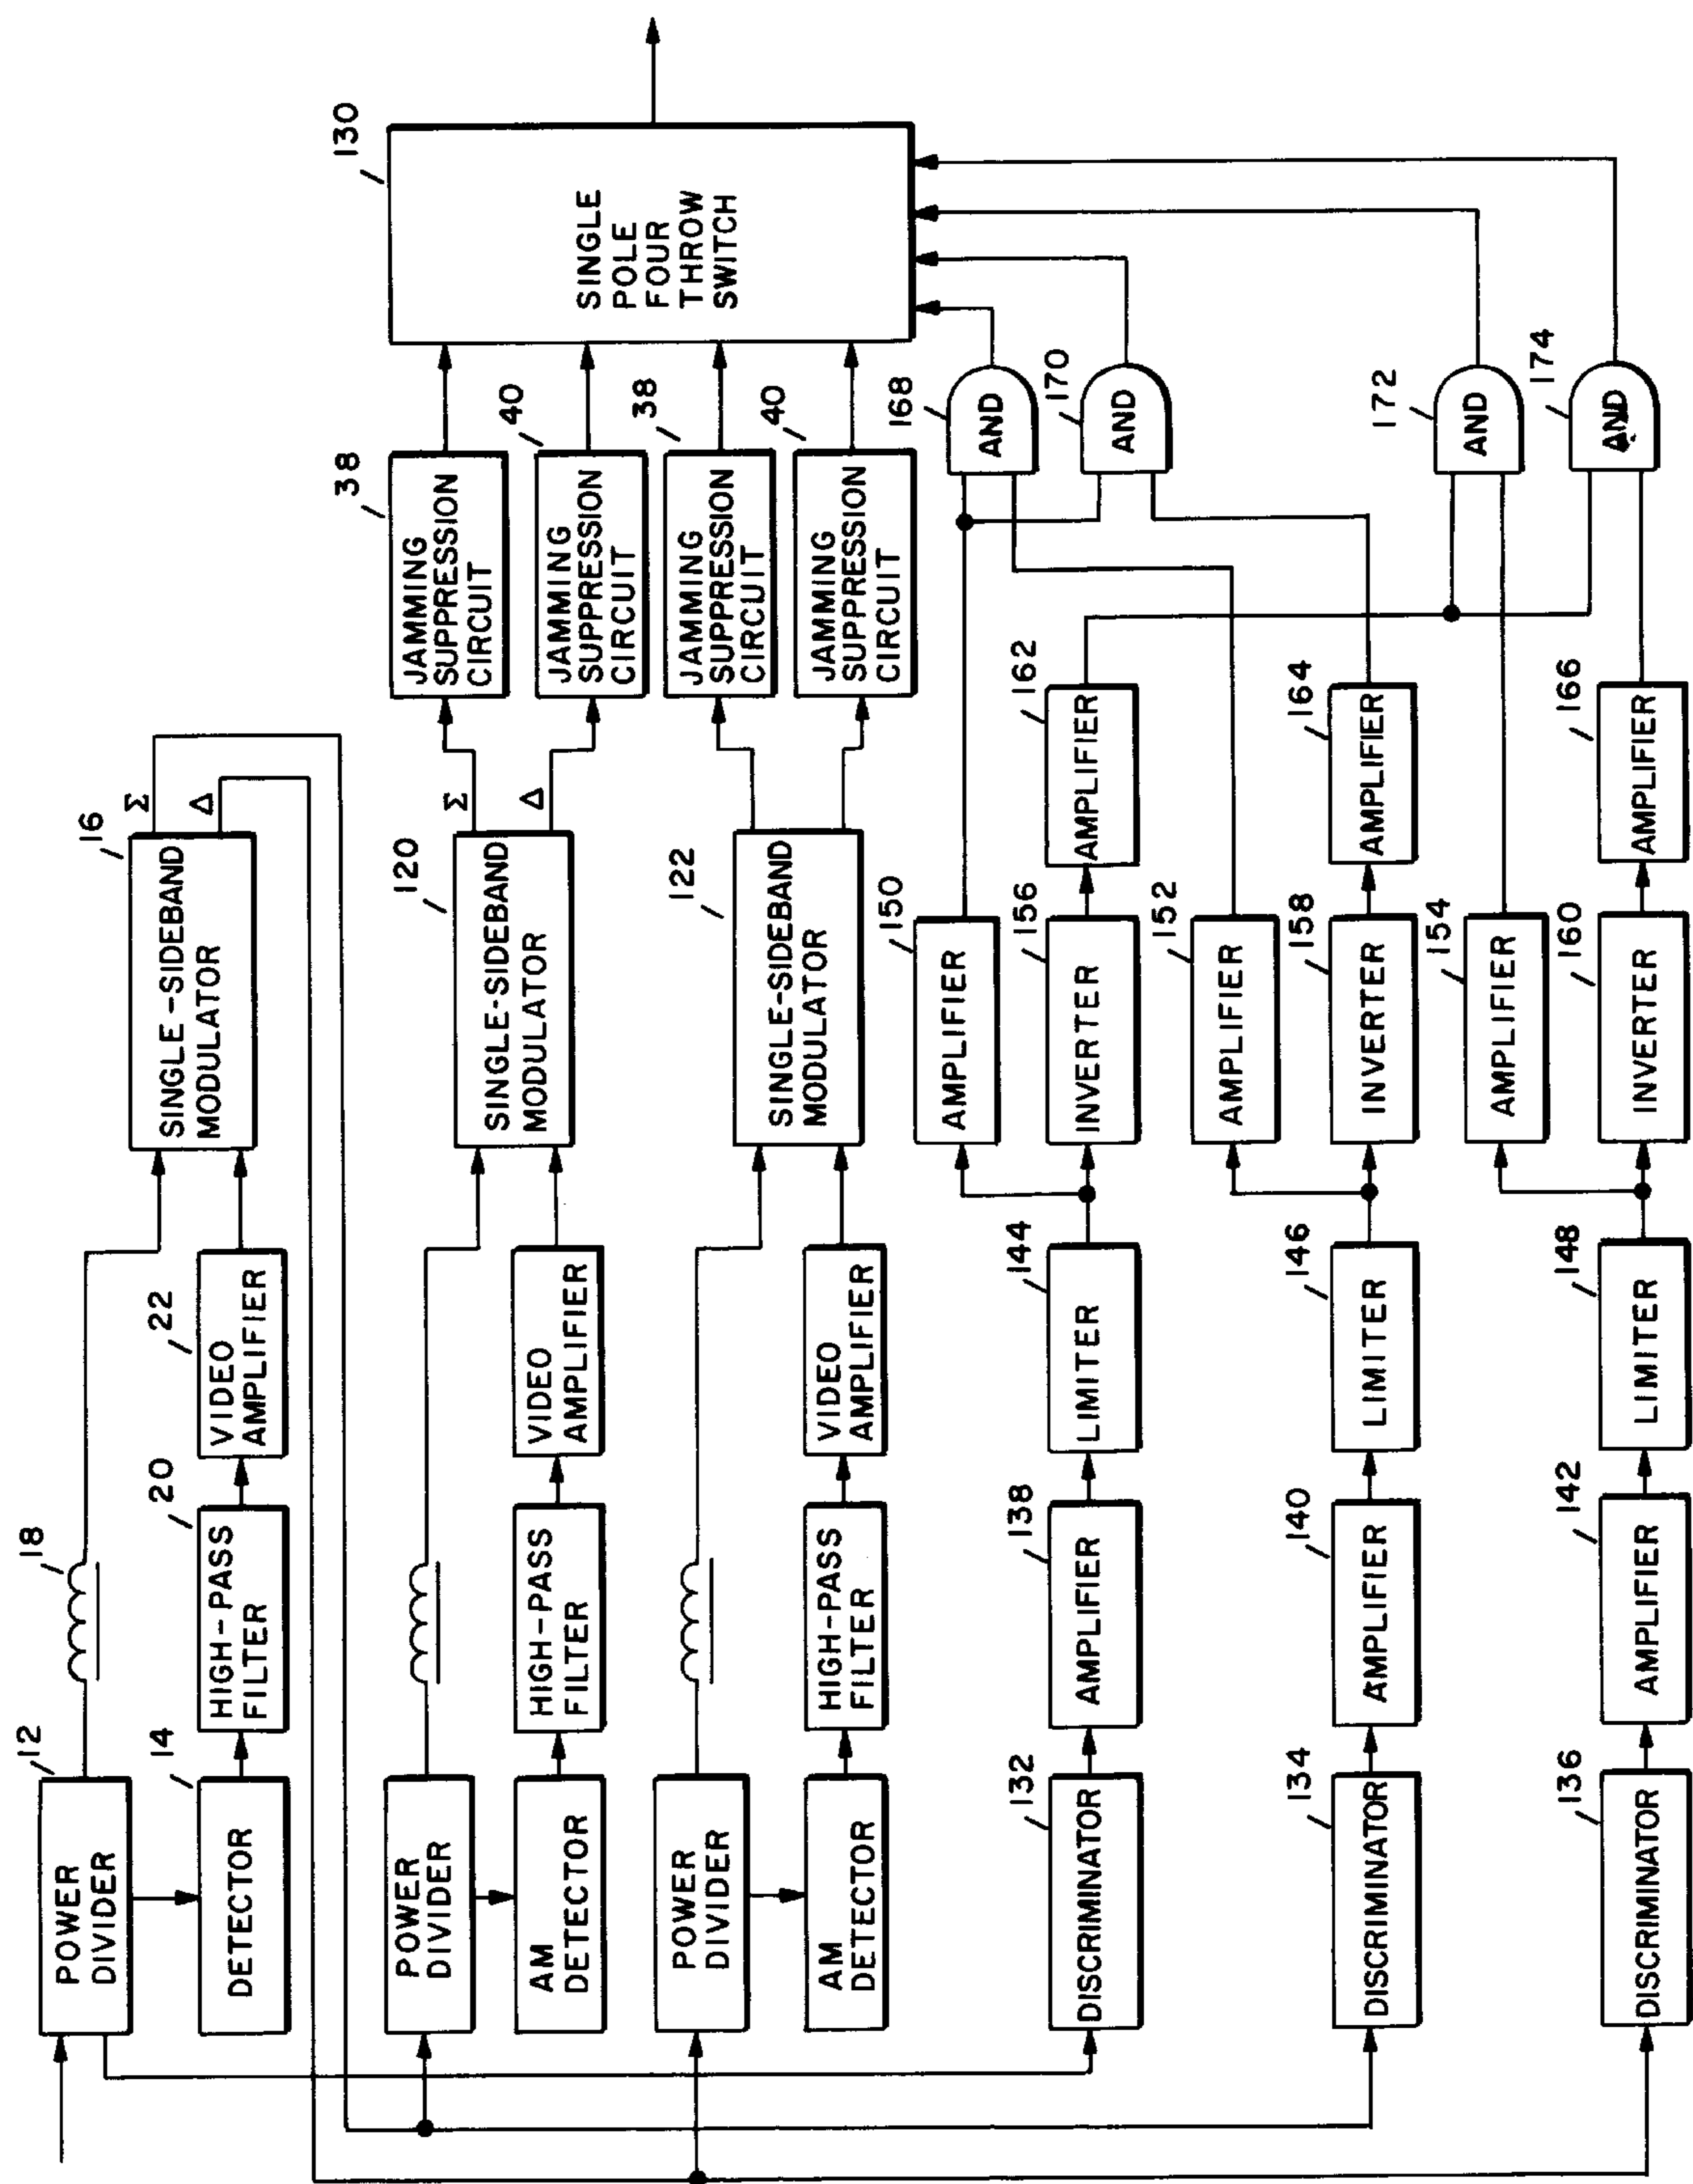 12
POWER
DIVIDER
18
14
DETECTOR
20
HIGH-PASS
FILTER
22
VIDEO
AMPLIFIER
16
SINGLE-SIDEBAND
MODULATOR
Σ
Δ
POWER
DIVIDER
AM
DETECTOR
HIGH-PASS
FILTER
VIDEO
AMPLIFIER
120
SINGLE-SIDEBAND
MODULATOR
Σ
Δ
38
JAMMING
SUPPRESSION
CIRCUIT
40
JAMMING
SUPPRESSION
CIRCUIT
POWER
DIVIDER
AM
DETECTOR
HIGH-PASS
FILTER
VIDEO
AMPLIFIER
122
SINGLE-SIDEBAND
MODULATOR
38
JAMMING
SUPPRESSION
CIRCUIT
40
JAMMING
SUPPRESSION
CIRCUIT
130
SINGLE
POLE
FOUR
THROW
SWITCH
132
DISCRIMINATOR
138
AMPLIFIER
144
LIMITER
150
AMPLIFIER
156
INVERTER
162
AMPLIFIER
168
AND
170
AND
134
DISCRIMINATOR
140
AMPLIFIER
146
LIMITER
152
AMPLIFIER
158
INVERTER
164
AMPLIFIER
172
AND
136
DISCRIMINATOR
142
AMPLIFIER
148
LIMITER
154
AMPLIFIER
160
INVERTER
166
AMPLIFIER
174
AND